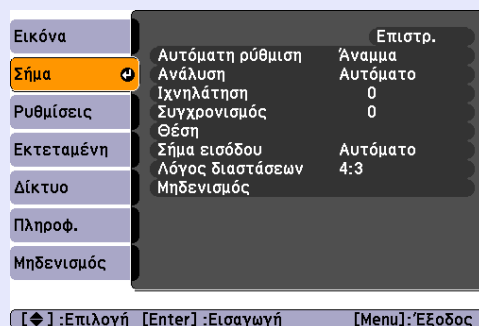 Εικόνα
Σήμα
Ρυθμίσεις
Εκτεταμένη
Δίκτυο
Πληροφ.
Μηδενισμός
Επιστρ.
Αυτόματη ρύθμιση Άναμμα
Ανάλυση Αυτόματο
Ιχνηλάτηση 0
Συγχρονισμός 0
Θέση
Σήμα εισόδου Αυτόματο
Λόγος διαστάσεων 4:3
Μηδενισμός
[◆] :Επιλογή [Enter] :Εισαγωγή [Menu]:Έξοδος